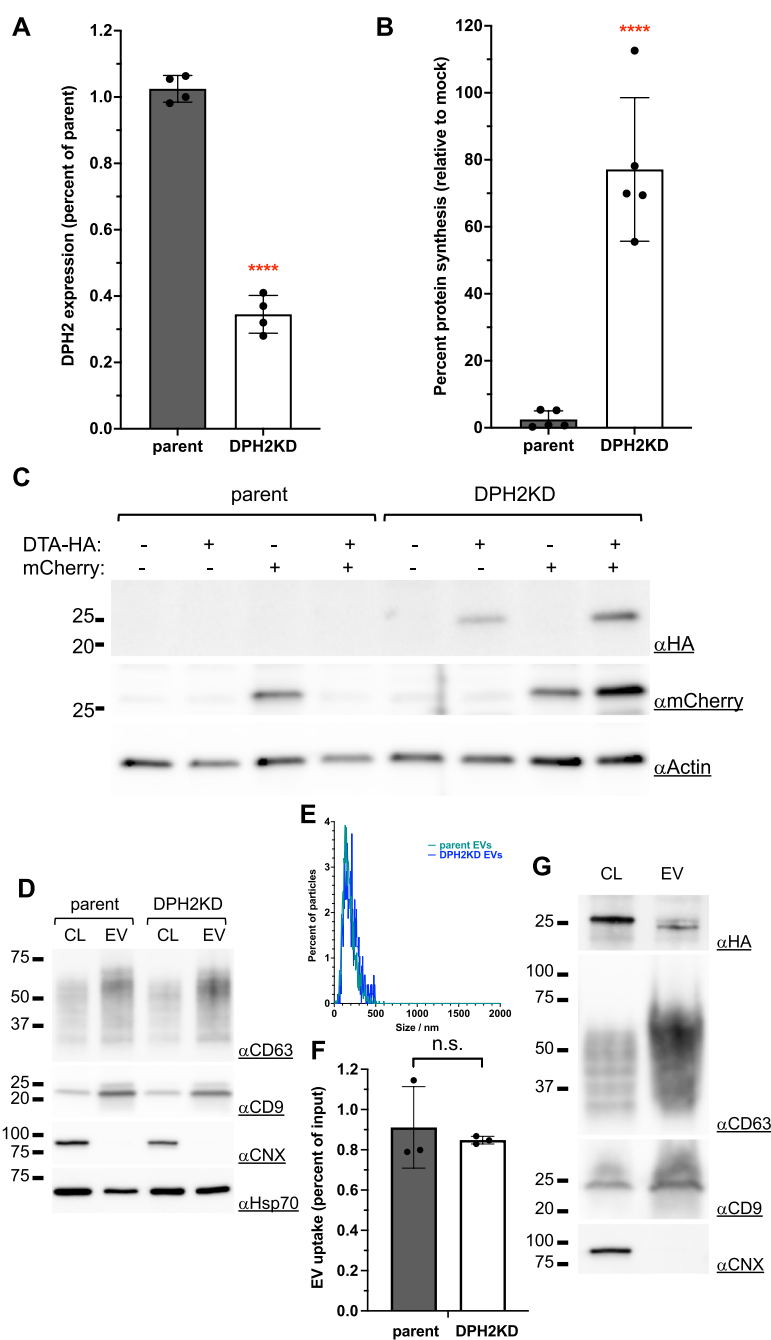 A
DPH2 expression (percent of parent)
1.2
1.0
0.8
0.6
0.4
0.2
0.0
****
parent DPH2KD
B
Percent protein synthesis (relative to mock)
120
100
80
60
40
20
0
****
parent DPH2KD
C
parent DPH2KD
DTA-HA: - + - + - + - +
mCherry: - - + + - - + +
25
20
αHA
25
αmCherry
αActin
D
parent DPH2KD
CL EV CL EV
75
50
37
αCD63
25
20
αCD9
100
75
αCNX
75
αHsp70
E
Percent of particles
4
3
2
1
0
parent EVs
DPH2KD EVs
0 500 1000 1500 2000
Size / nm
F
EV uptake (percent of input)
n.s.
1.2
1.0
0.8
0.6
0.4
0.2
0.0
parent DPH2KD
G
CL EV
25
αHA
100
75
50
37
αCD63
25
20
αCD9
100
75
αCNX